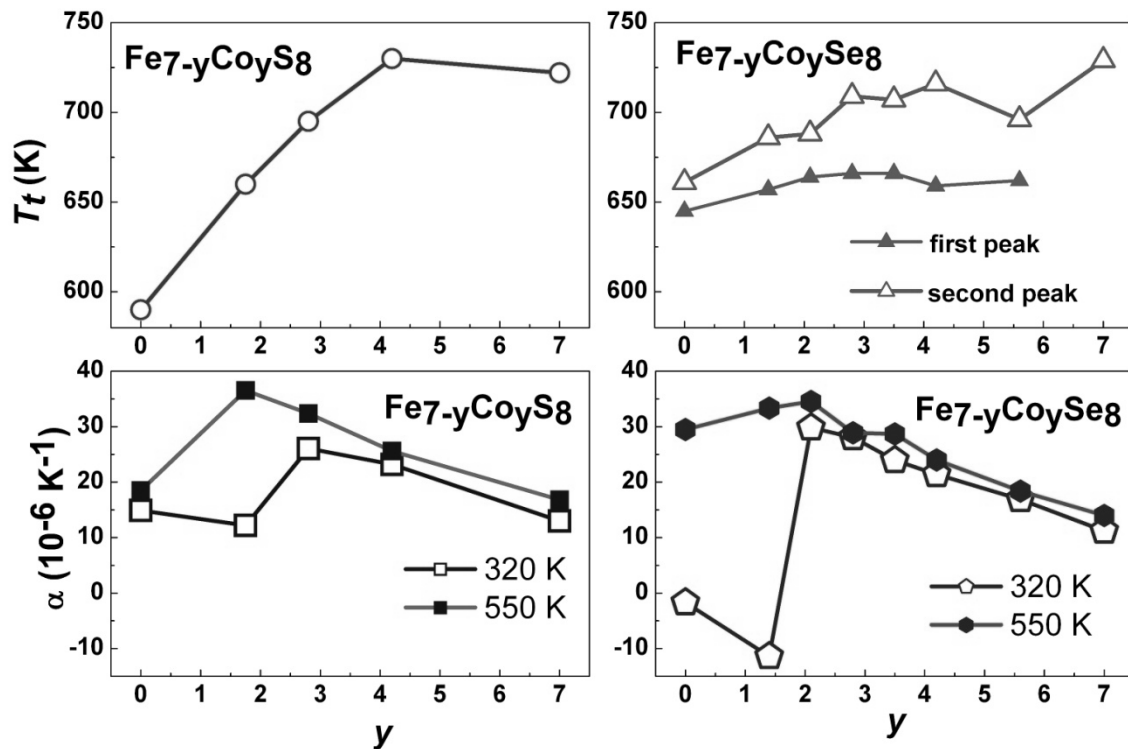 Fe7-yCoyS8
Tt (K)
750
700
650
600
0 1 2 3 4 5 6 7
Fe7-yCoySe8
750
700
650
600
first peak
second peak
0 1 2 3 4 5 6 7
Fe7-yCoyS8
α (10-6 K-1)
40
30
20
10
0
-10
320 K
550 K
0 1 2 3 4 5 6 7
y
Fe7-yCoySe8
40
30
20
10
0
-10
320 K
550 K
0 1 2 3 4 5 6 7
y